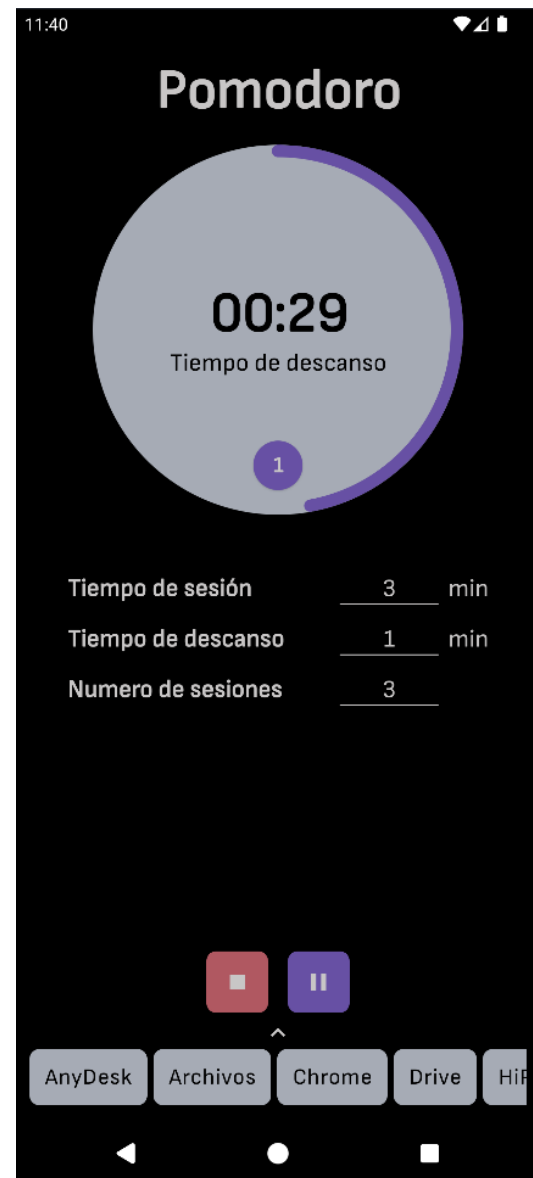 11:40
Pomodoro
00:29
Tiempo de descanso
1
Tiempo de sesión 3 min
Tiempo de descanso 1 min
Numero de sesiones 3
AnyDesk Archivos Chrome Drive